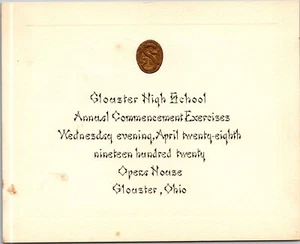 Glouster High School
Annual Commencement Exercises
Wednesday evening, April twenty-eighth
nineteen hundred twenty
Opera House
Glouster, Ohio